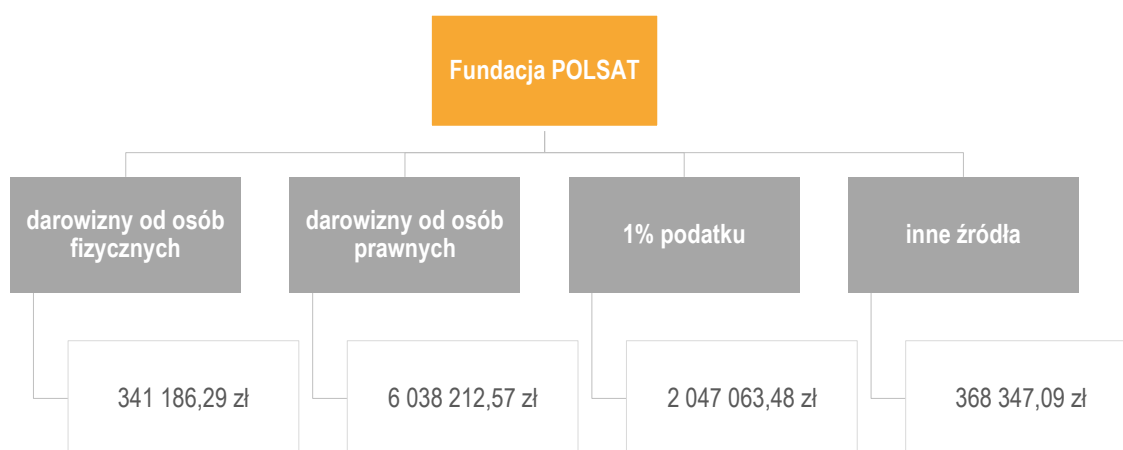 Fundacja POLSAT
darowizny od osób
fizycznych
darowizny od osób
prawnych
1% podatku
inne źródła
341 186,29 zł
6 038 212,57 zł
2 047 063,48 zł
368 347,09 zł